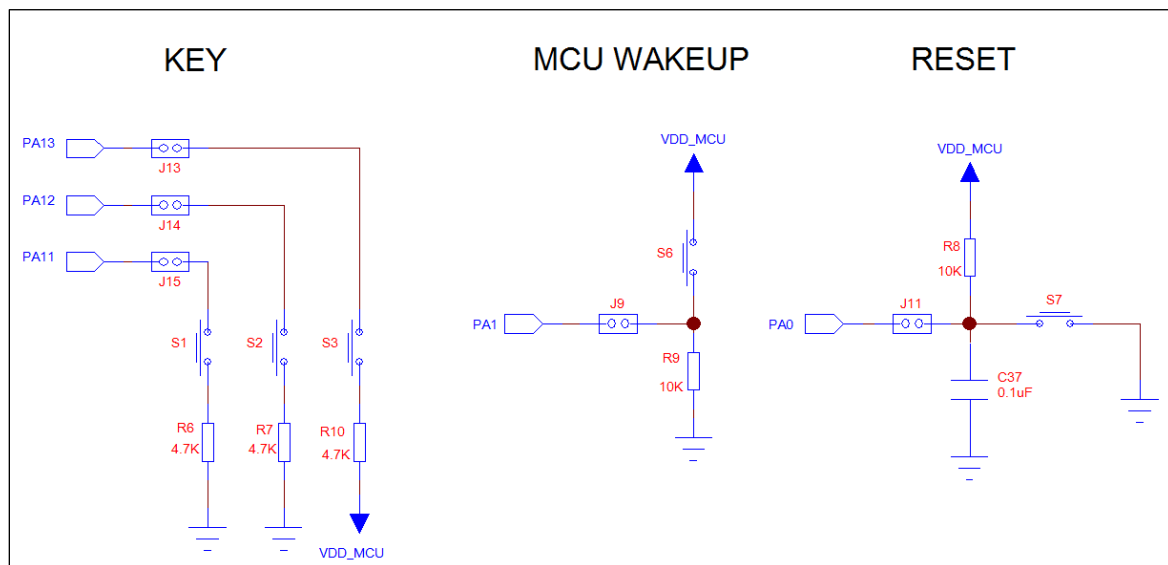 KEY
MCU WAKEUP
RESET
PA13
J13
PA12
J14
PA11
J15
S1
S2
S3
R6
4.7K
R7
4.7K
R10
4.7K
VDD_MCU
VDD_MCU
S6
PA1
J9
R9
10K
VDD_MCU
R8
10K
PA0
J11
S7
C37
0.1uF